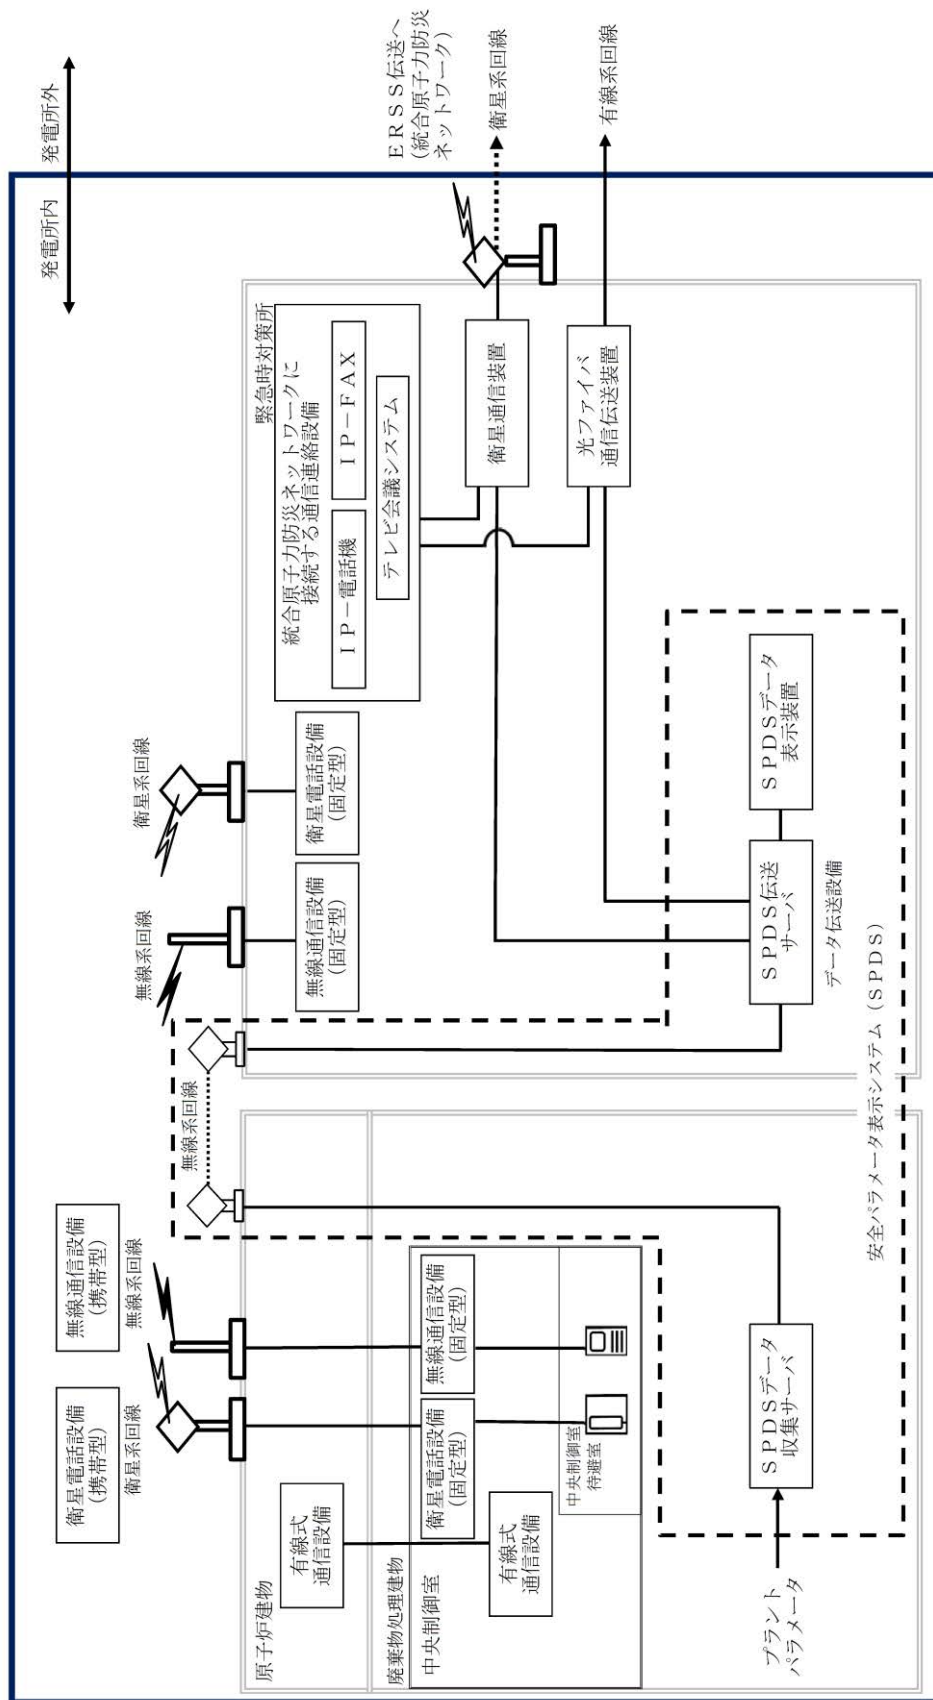 発電所内
発電所外
衛星電話設備
(携帯型)
衛星系回線
無線通信設備
(携帯型)
無線系回線
無線系回線
無線系回線
衛星系回線
ERSS伝送へ
(統合原子力防災
ネットワーク)
衛星系回線
有線系回線
原子炉建物
有線式
通信設備
廃棄物処理建物
中央制御室
有線式
通信設備
衛星電話設備
(固定型)
無線通信設備
(固定型)
中央制御室
待避室
プラント
パラメータ
SPDSデータ
収集サーバ
無線通信設備
(固定型)
衛星電話設備
(固定型)
緊急時対策所
統合原子力防災ネットワークに
接続する通信連絡設備
IP-電話機
IP-FAX
テレビ会議システム
衛星通信装置
光ファイバ
通信伝送装置
SPDS伝送
サーバ
データ伝送設備
SPDSデータ
表示装置
安全パラメータ表示システム(SPDS)